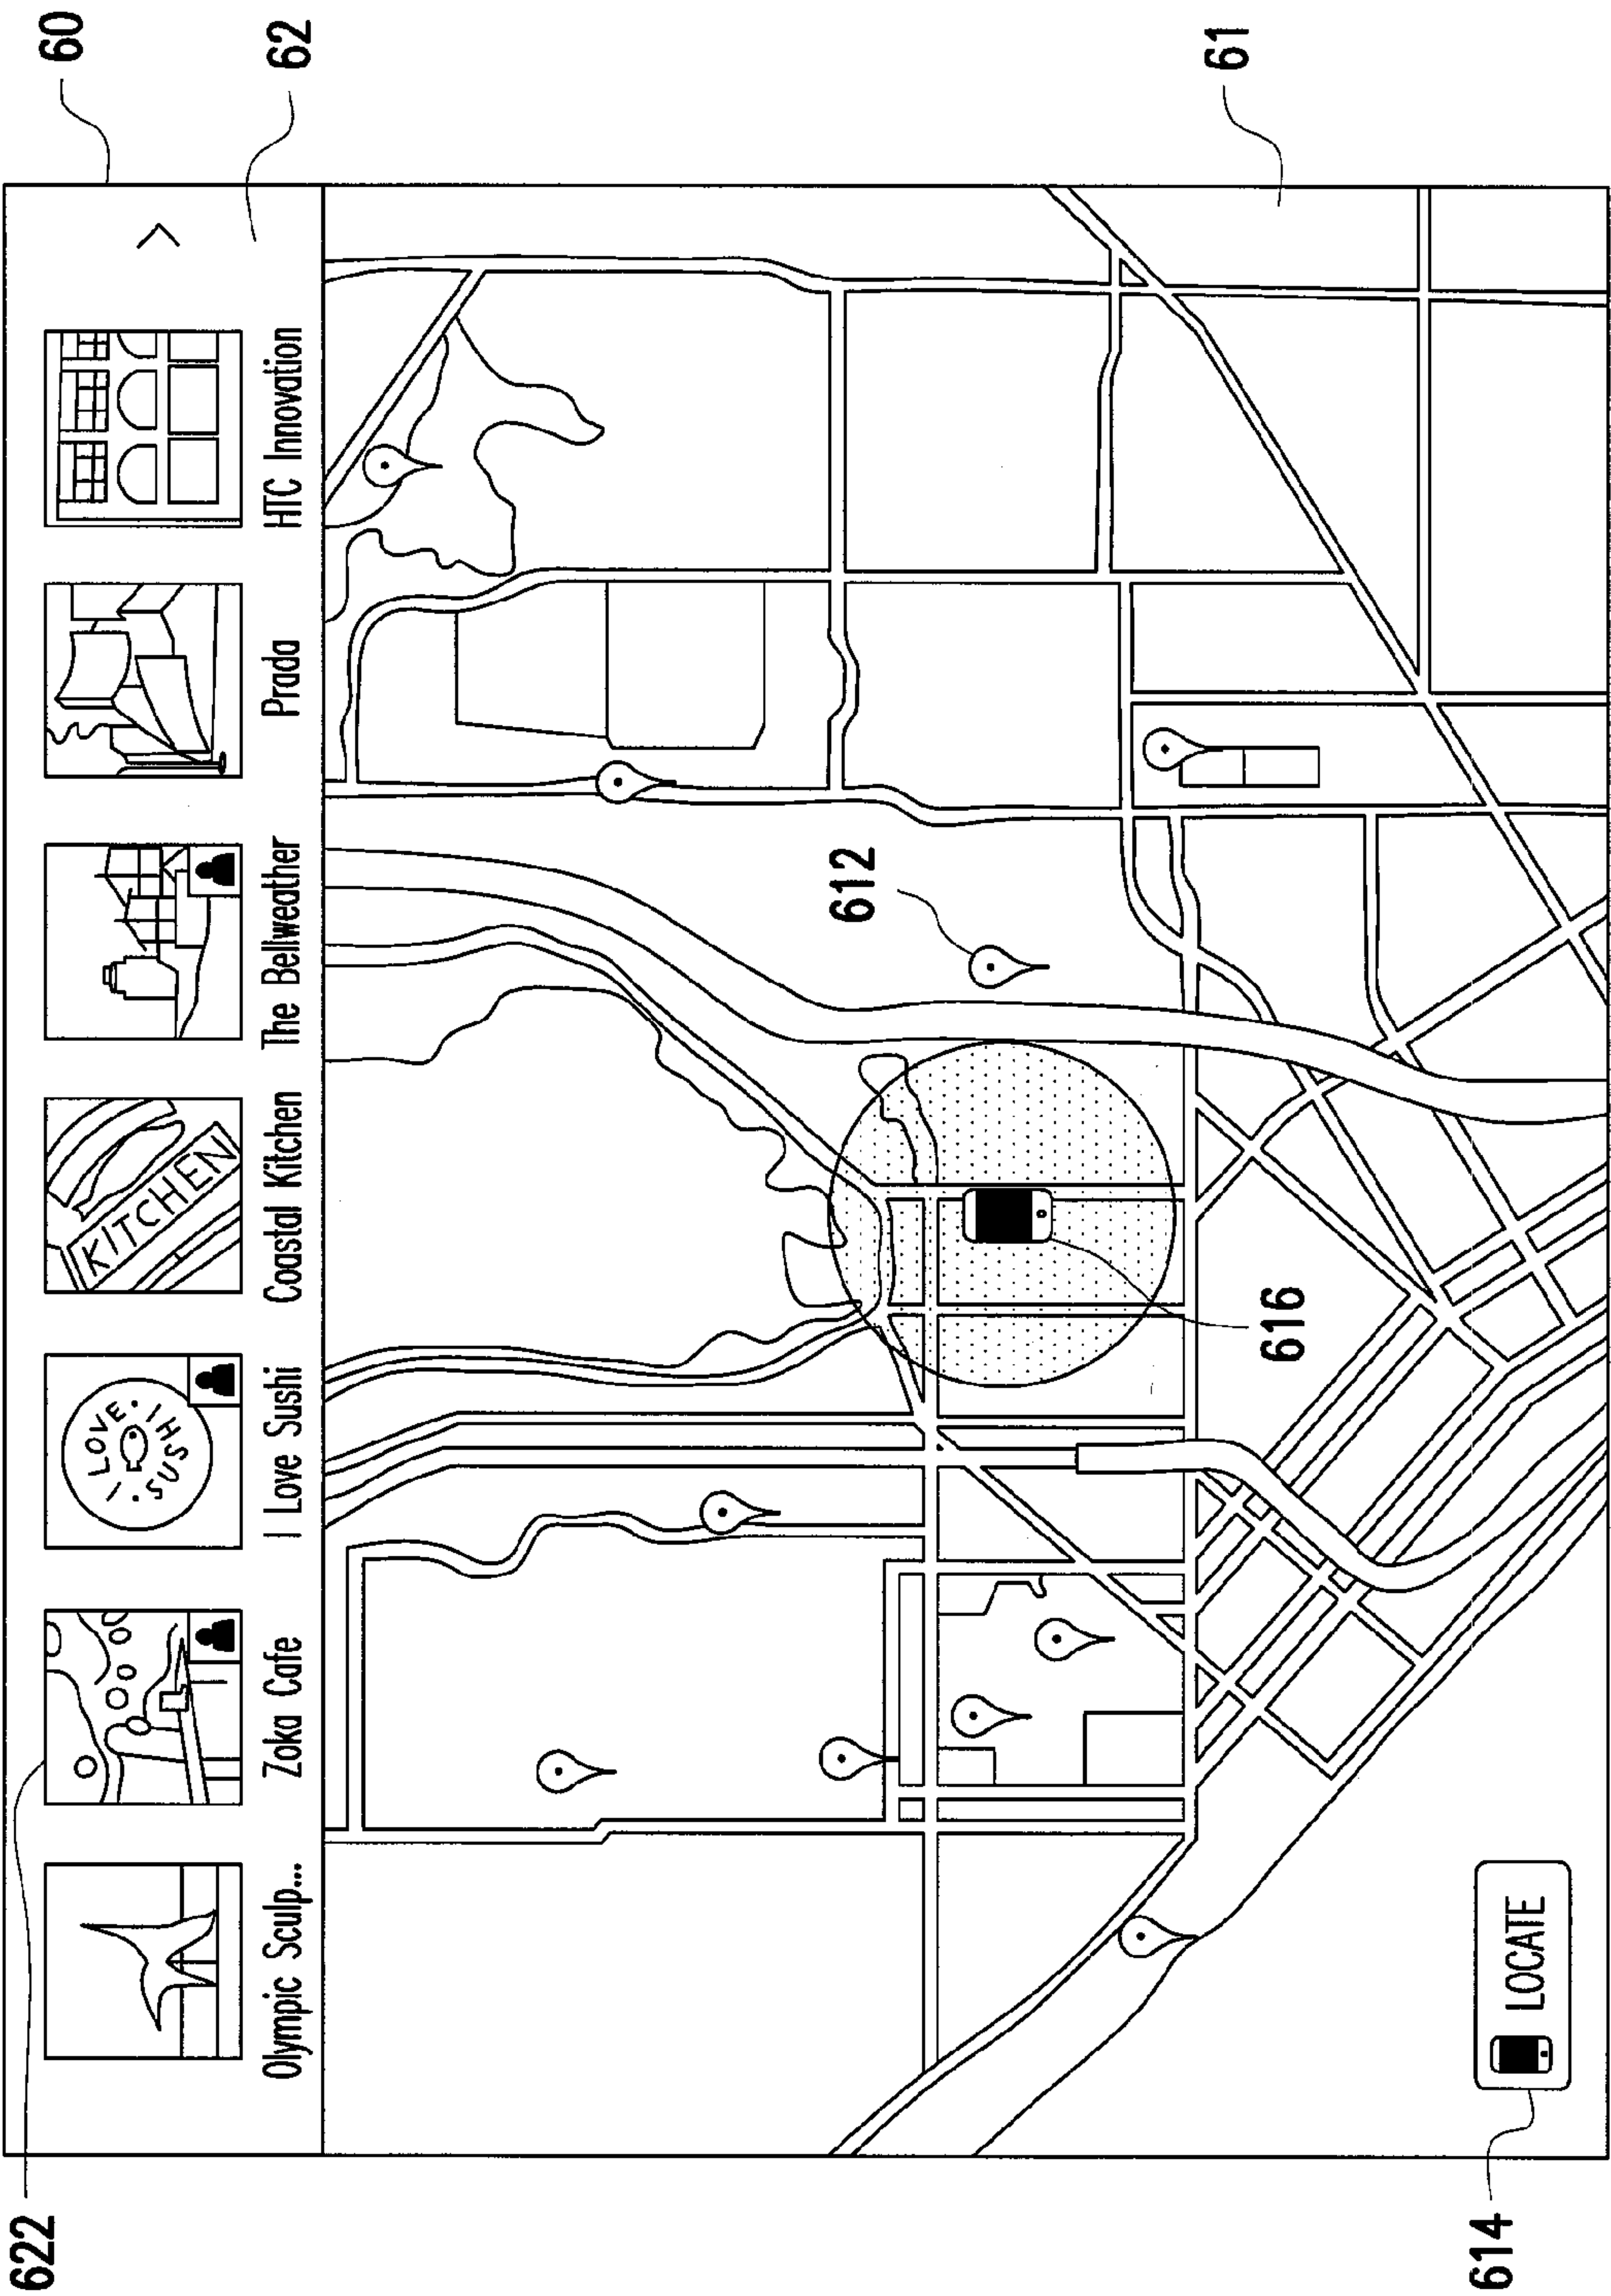 622
60
I LOVE · SUSHI ·
KITCHEN
Olympic Sculp... Zoka Cafe I Love Sushi Coastal Kitchen The Bellweather Prada HTC Innovation
62
612
61
616
614
LOCATE